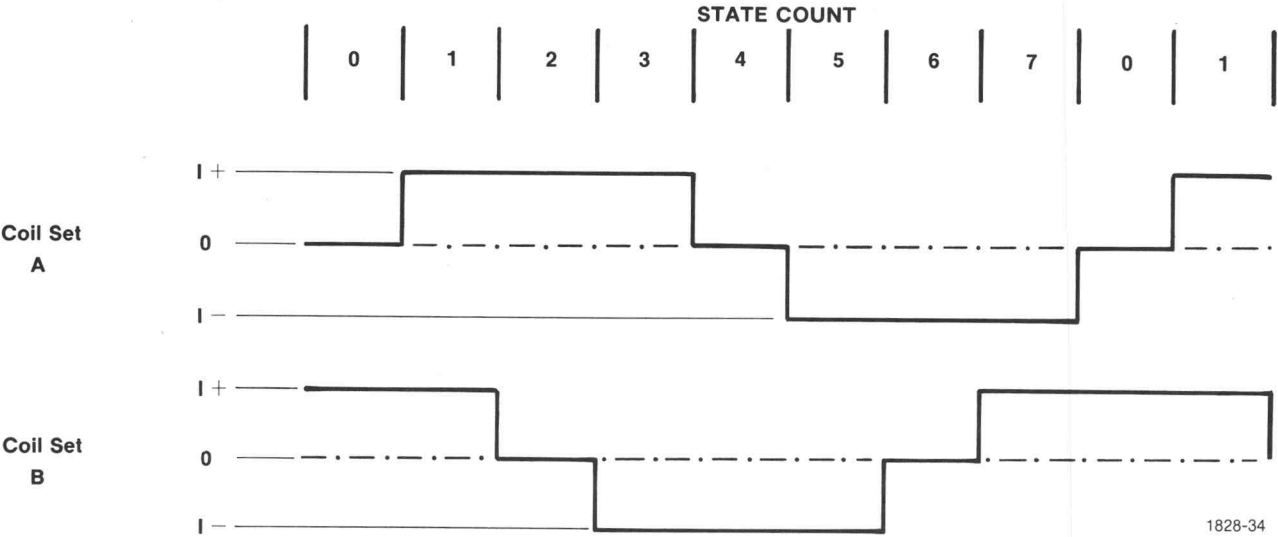 STATE COUNT
0 1 2 3 4 5 6 7 0 1
I +
Coil Set
A
0
I −
I +
Coil Set
B
0
I −
1828-34